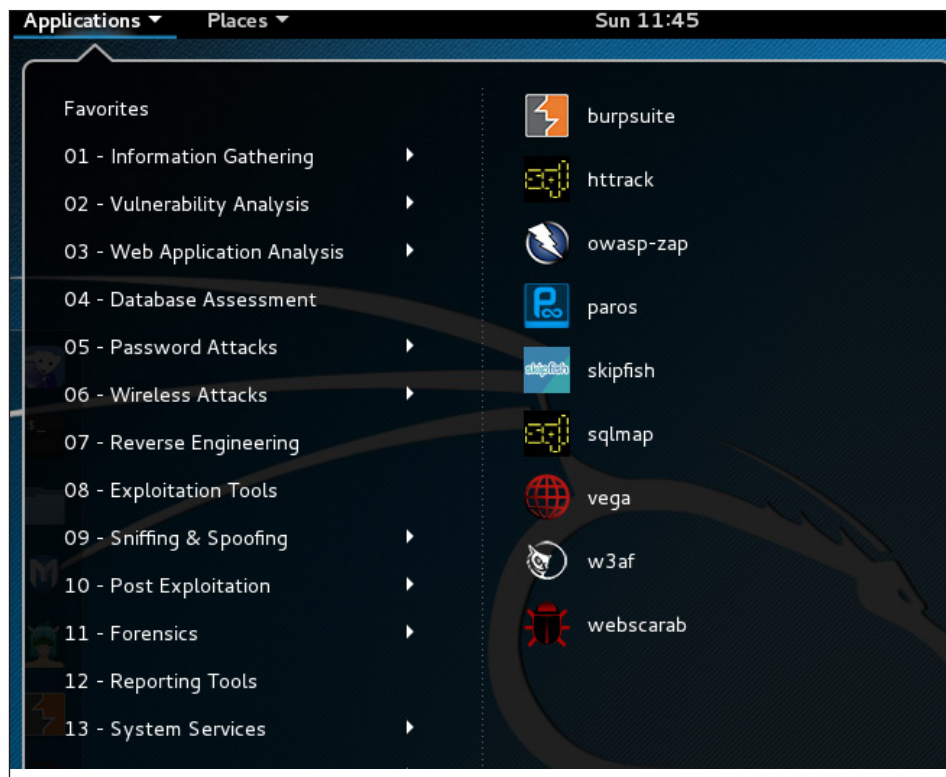 Applications Places Sun 11:45
Favorites
01 - Information Gathering
02 - Vulnerability Analysis
03 - Web Application Analysis
04 - Database Assessment
05 - Password Attacks
06 - Wireless Attacks
07 - Reverse Engineering
08 - Exploitation Tools
09 - Sniffing & Spoofing
10 - Post Exploitation
11 - Forensics
12 - Reporting Tools
13 - System Services
burpsuite
httrack
owasp-zap
paros
skipfish
skipfish
sqlmap
vega
w3af
webscarab